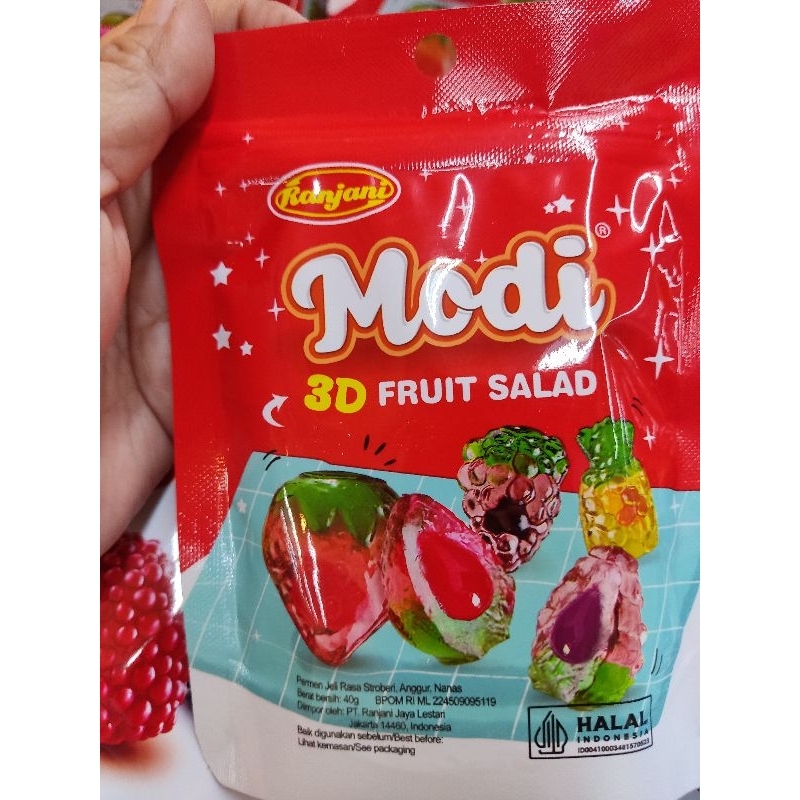 Ranjani
Modi®
3D FRUIT SALAD
Permen Jeli Rasa Stroberi, Anggur, Nanas
Berat bersih: 40g BPOM RI ML 224509095119
Diimpor oleh: PT. Ranjani Jaya Lestari
Jakarta 14460, Indonesia
Baik digunakan sebelum/Best before:
Lihat kemasan/See packaging
HALAL
INDONESIA